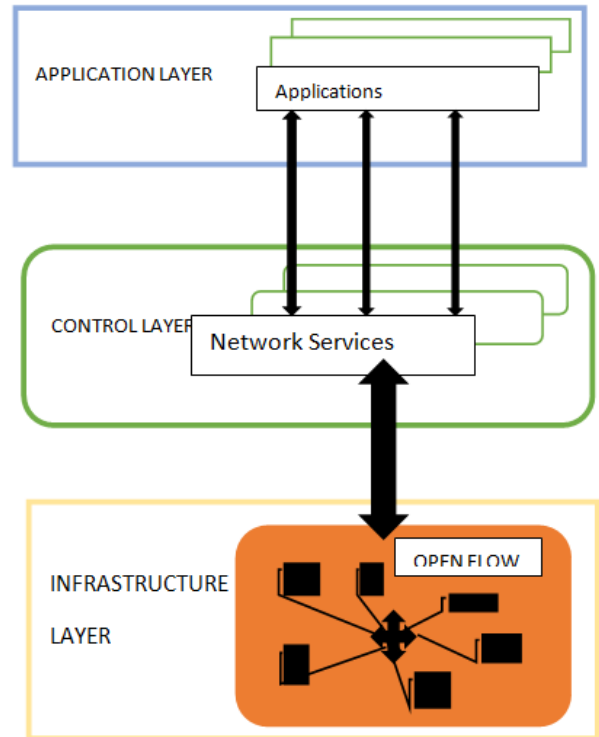 APPLICATION LAYER
Applications
CONTROL LAYER
Network Services
OPEN FLOW
INFRASTRUCTURE
LAYER